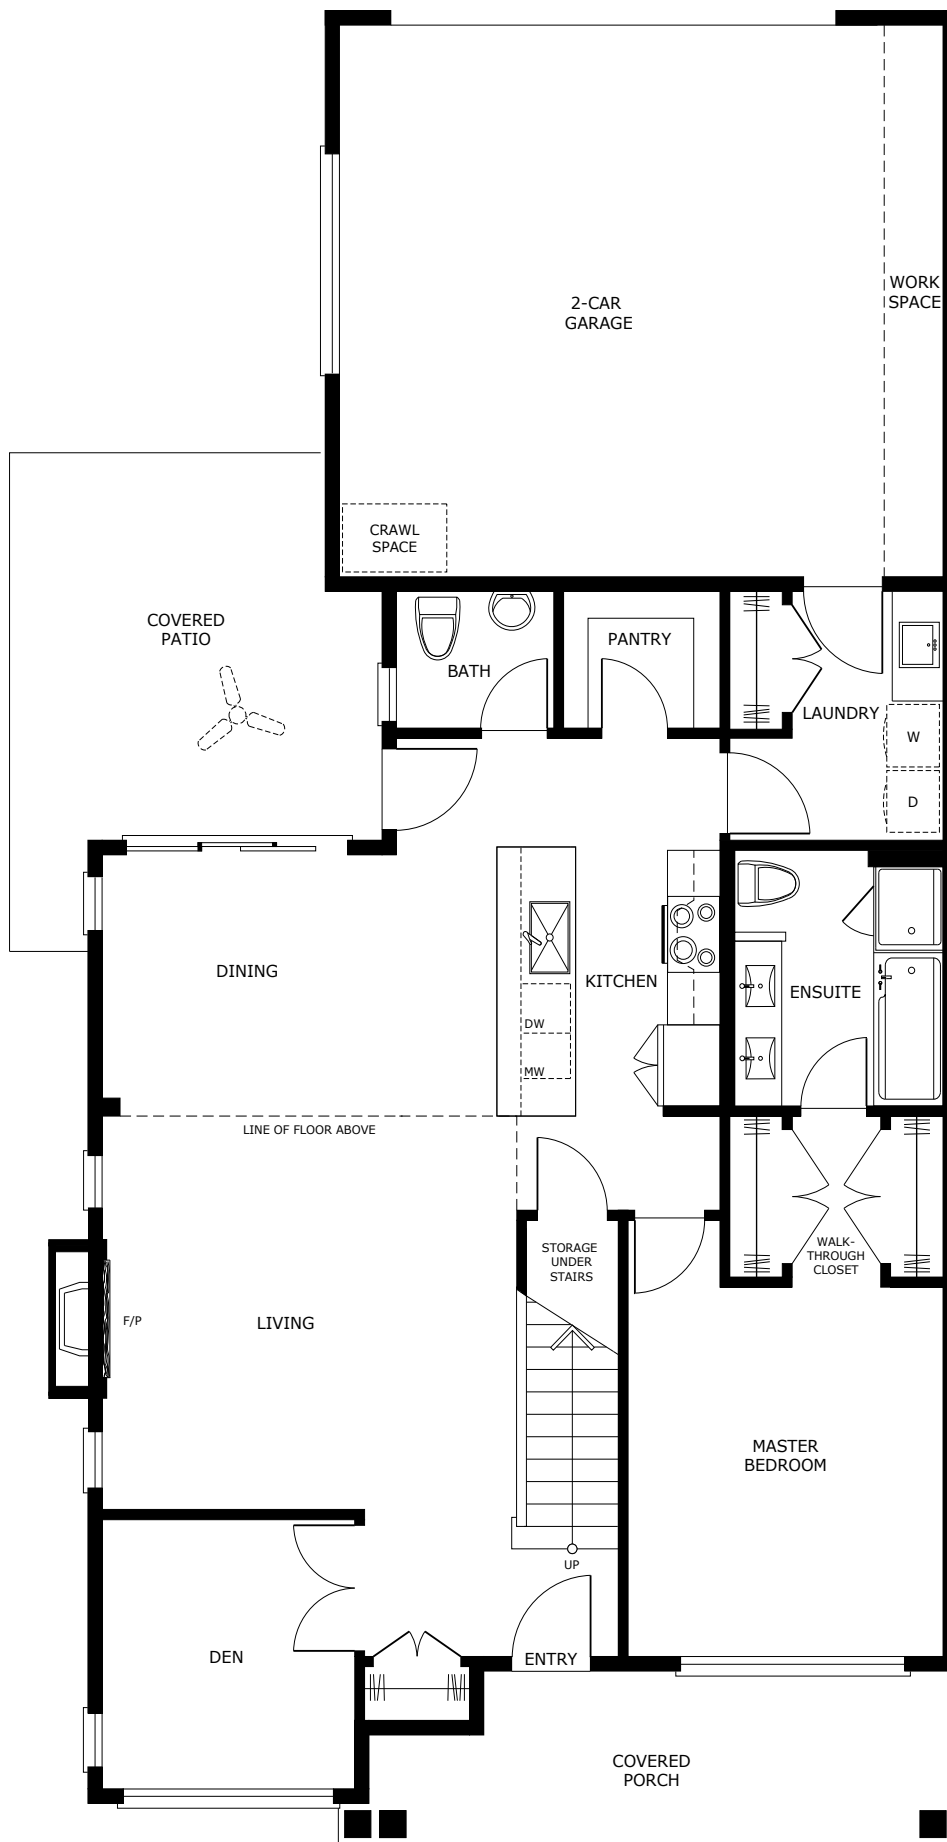 2-CAR
GARAGE
WORK
SPACE
CRAWL
SPACE
COVERED
PATIO
BATH
PANTRY
LAUNDRY
W
D
DINING
KITCHEN
DW
MW
ENSUITE
LINE OF FLOOR ABOVE
STORAGE
UNDER
STAIRS
WALK-
THROUGH
CLOSET
F/P
LIVING
MASTER
BEDROOM
UP
DEN
ENTRY
COVERED
PORCH